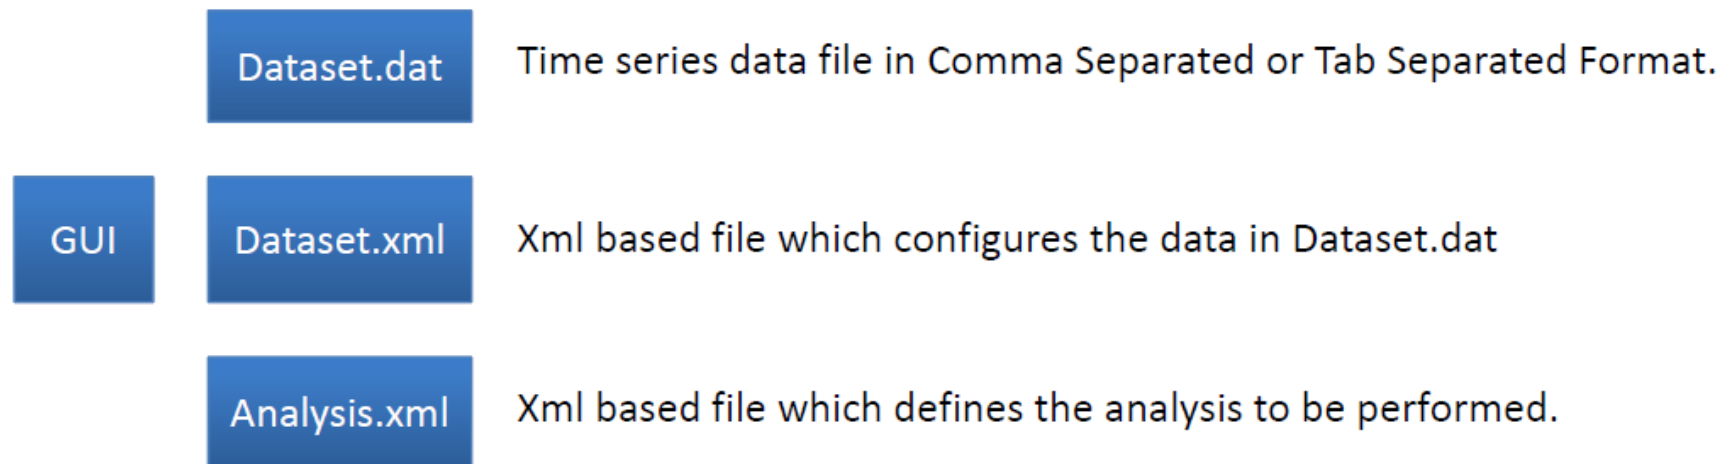 Dataset.dat Time series data file in Comma Separated or Tab Separated Format.
GUI Dataset.xml Xml based file which configures the data in Dataset.dat
Analysis.xml Xml based file which defines the analysis to be performed.